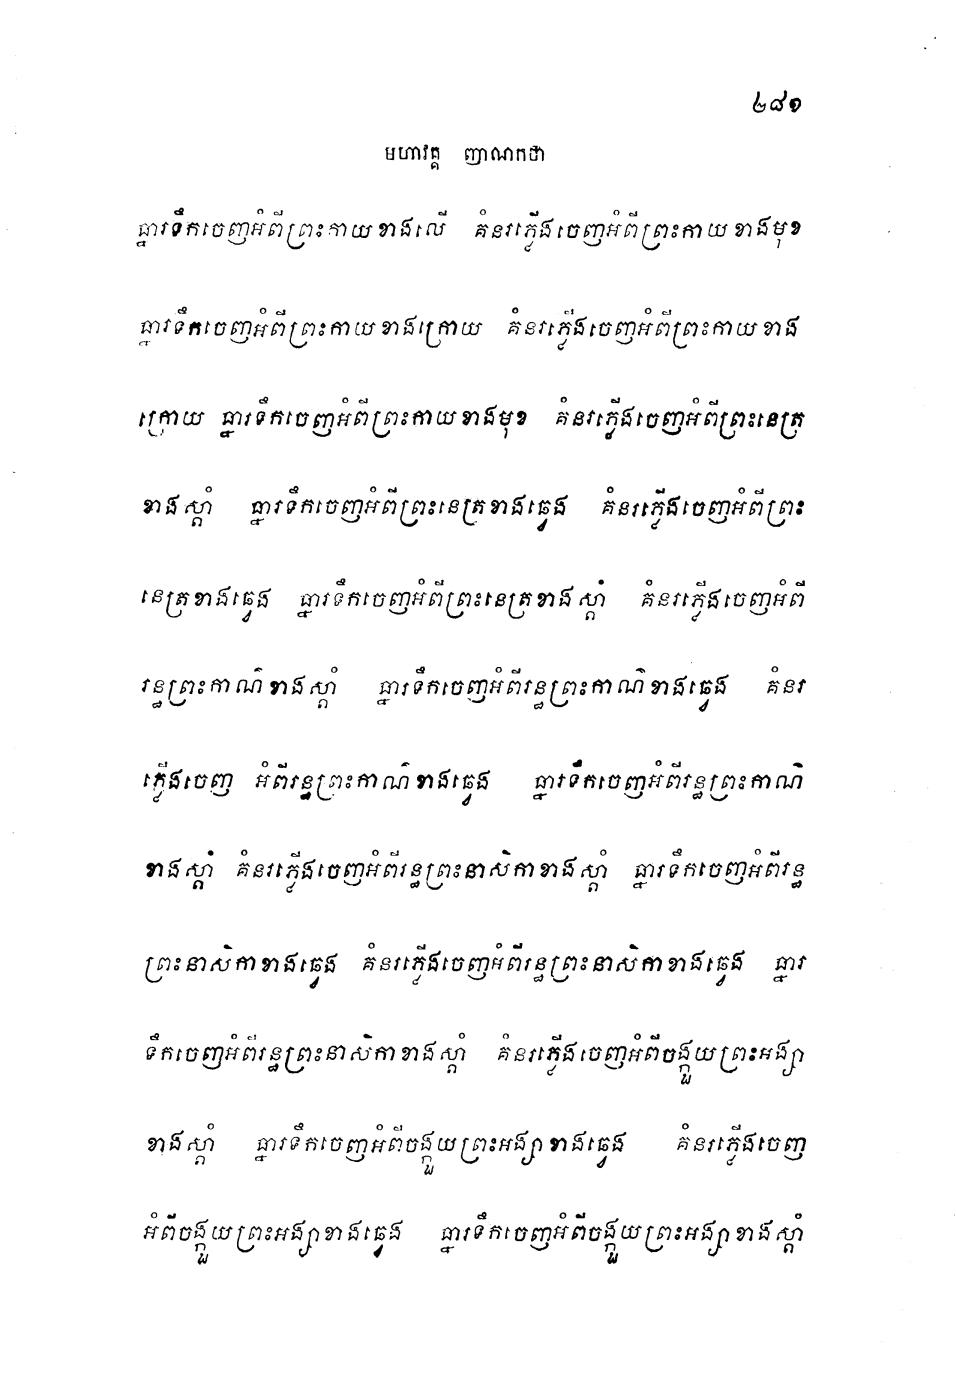 ២៨១
មហាវគ្គ ញាណកថា
ធ្នារទឹកចេញអំពីព្រះកាយខាងលើ គំនរភ្លើងចេញអំពីព្រះកាយខាងមុខ
ធ្នារទឹកចេញអំពីព្រះកាយខាងក្រោយ គំនរភ្លើងចេញអំពីព្រះកាយខាង
ក្រោយ ធ្នារទឹកចេញអំពីព្រះកាយខាងមុខ គំនរភ្លើងចេញអំពីព្រះនេត្រ
ខាងស្តាំ ធ្នារទឹកចេញអំពីព្រះនេត្រខាងឆ្វេង គំនរភ្លើងចេញអំពីព្រះ
នេត្រខាងឆ្វេង ធ្នារទឹកចេញអំពីព្រះនេត្រខាងស្តាំ គំនរភ្លើងចេញអំពី
រន្ធព្រះកាណ៌ខាងស្តាំ ធ្នារទឹកចេញអំពីរន្ធព្រះកាណ៌ខាងឆ្វេង គំនរ
ភ្លើងចេញ អំពីរន្ធព្រះកាណ៌ខាងឆ្វេង ធ្នារទឹកចេញអំពីរន្ធព្រះកាណ៌
ខាងស្តាំ គំនរភ្លើងចេញអំពីរន្ធព្រះនាសិកាខាងស្តាំ ធ្នារទឹកចេញអំពីរន្ធ
ព្រះនាសិកាខាងឆ្វេង គំនរភ្លើងចេញអំពីរន្ធព្រះនាសិកាខាងឆ្វេង ធ្នារ
ទឹកចេញអំពីរន្ធព្រះនាសិកាខាងស្តាំ គំនរភ្លើងចេញអំពីចង្កួយព្រះអង្សា
ខាងស្តាំ ធ្នារទឹកចេញអំពីចង្កួយព្រះអង្សាខាងឆ្វេង គំនរភ្លើងចេញ
អំពីចង្កួយព្រះអង្សាខាងឆ្វេង ធ្នារទឹកចេញអំពីចង្កួយព្រះអង្សាខាងស្តាំ